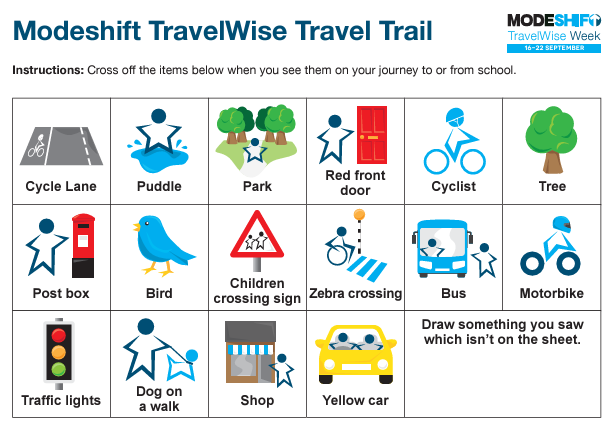 Modeshift TravelWise Travel Trail
MODESHIFT
TravelWise Week
16-22 SEPTEMBER
Instructions: Cross off the items below when you see them on your journey to or from school.
Cycle Lane
Puddle
Park
Red front
door
Cyclist
Tree
Post box
Bird
Children
crossing sign
Zebra crossing
Bus
Motorbike
Traffic lights
Dog on
a walk
Shop
Yellow car
Draw something you saw
which isn't on the sheet.